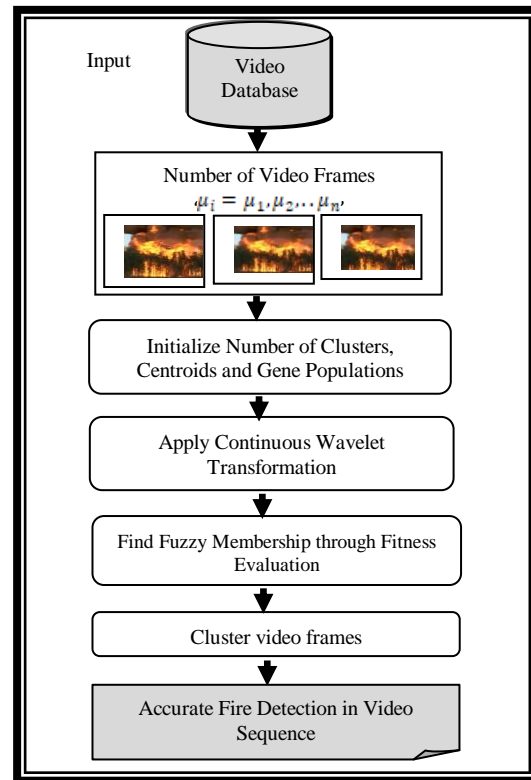 Input
Video
Database
Number of Video Frames
,μᵢ = μ₁,μ₂,..μₙ,
Initialize Number of Clusters,
Centroids and Gene Populations
Apply Continuous Wavelet
Transformation
Find Fuzzy Membership through Fitness
Evaluation
Cluster video frames
Accurate Fire Detection in Video
Sequence